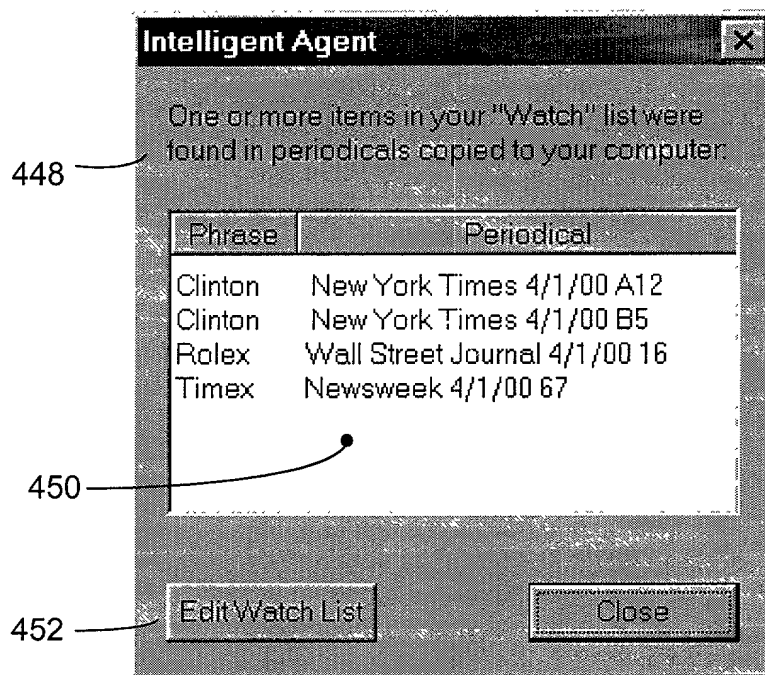 Intelligent Agent
One or more items in your "Watch" list were
found in periodicals copied to your computer:
448
Phrase Periodical
Clinton New York Times 4/1/00 A12
Clinton New York Times 4/1/00 B5
Rolex Wall Street Journal 4/1/00 16
Timex Newsweek 4/1/00 67
450
Edit Watch List Close
452